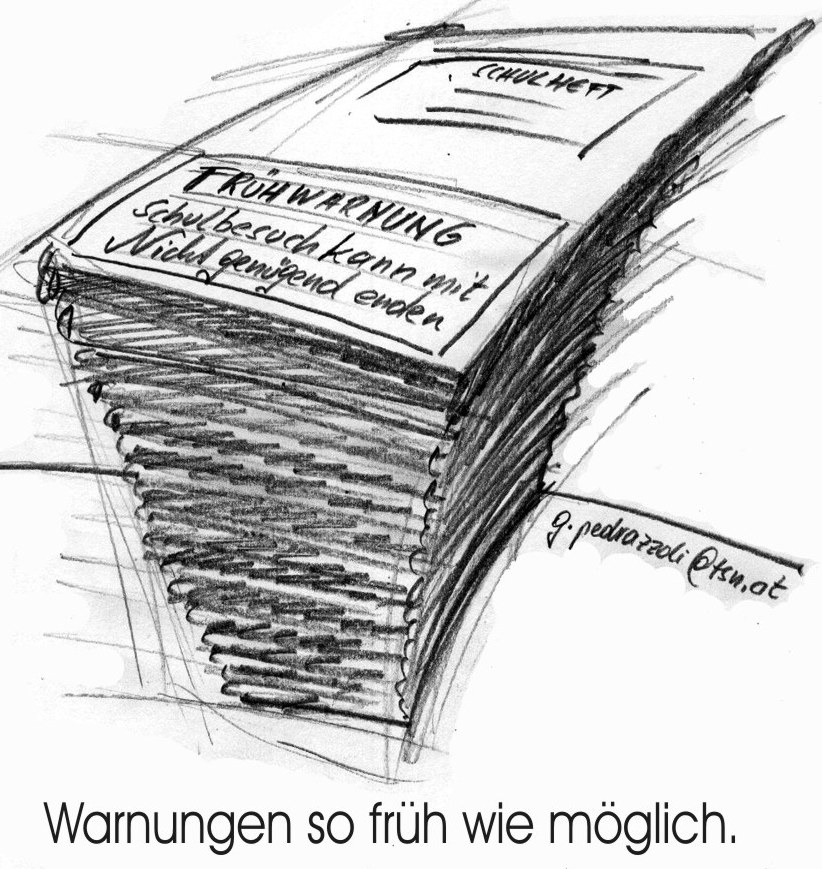 SCHULHEFT
FRÜHWARNUNG
Schulbesuch kann mit
Nicht genügend enden
g.pedrazzoli@tsn.at
Warnungen so früh wie möglich.